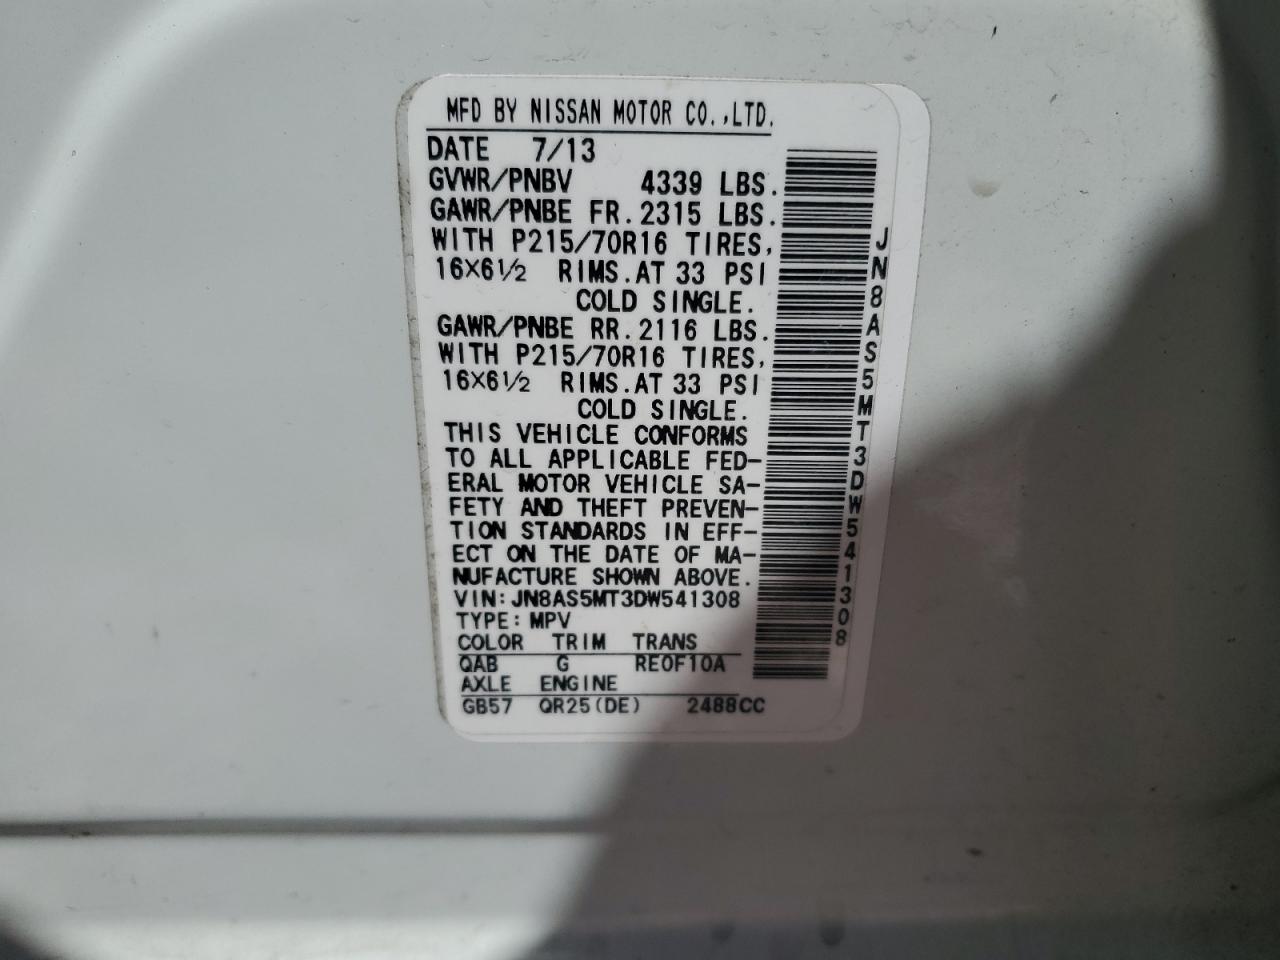 MFD BY NISSAN MOTOR CO.,LTD.
DATE 7/13
GVWR/PNBV 4339 LBS.
GAWR/PNBE FR. 2315 LBS.
WITH P215/70R16 TIRES,
16X6½ RIMS.AT 33 PSI
COLD SINGLE.
GAWR/PNBE RR. 2116 LBS.
WITH P215/70R16 TIRES,
16X6½ RIMS.AT 33 PSI
COLD SINGLE.
THIS VEHICLE CONFORMS
TO ALL APPLICABLE FED-
ERAL MOTOR VEHICLE SA-
FETY AND THEFT PREVEN-
TION STANDARDS IN EFF-
ECT ON THE DATE OF MA-
NUFACTURE SHOWN ABOVE.
VIN: JN8AS5MT3DW541308
TYPE: MPV
COLOR TRIM TRANS
QAB G RE0F10A
AXLE ENGINE
GB57 QR25(DE) 2488CC
JN8AS5MT3DW541308